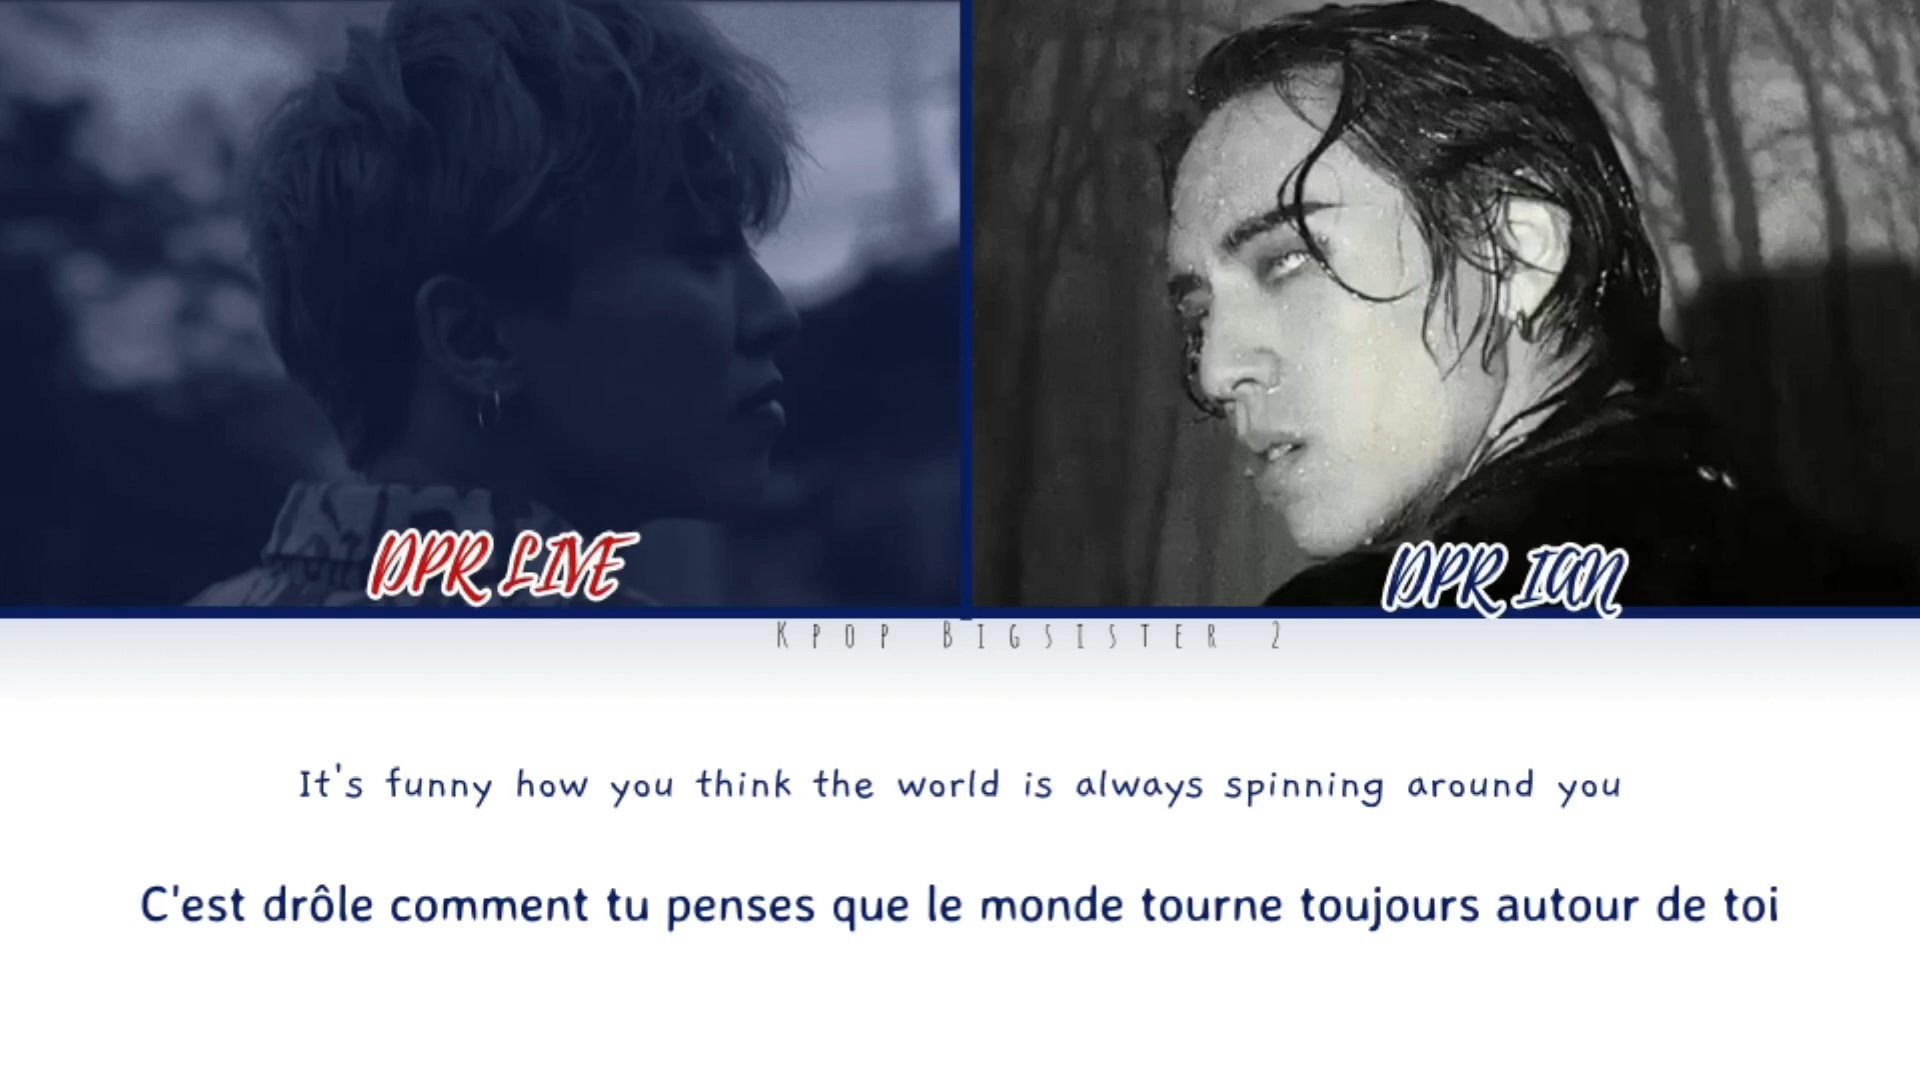 DPR LIVE
DPR IAN
KPOP BIGSISTER 2
It's funny how you think the world is always spinning around you
C'est drôle comment tu penses que le monde tourne toujours autour de toi